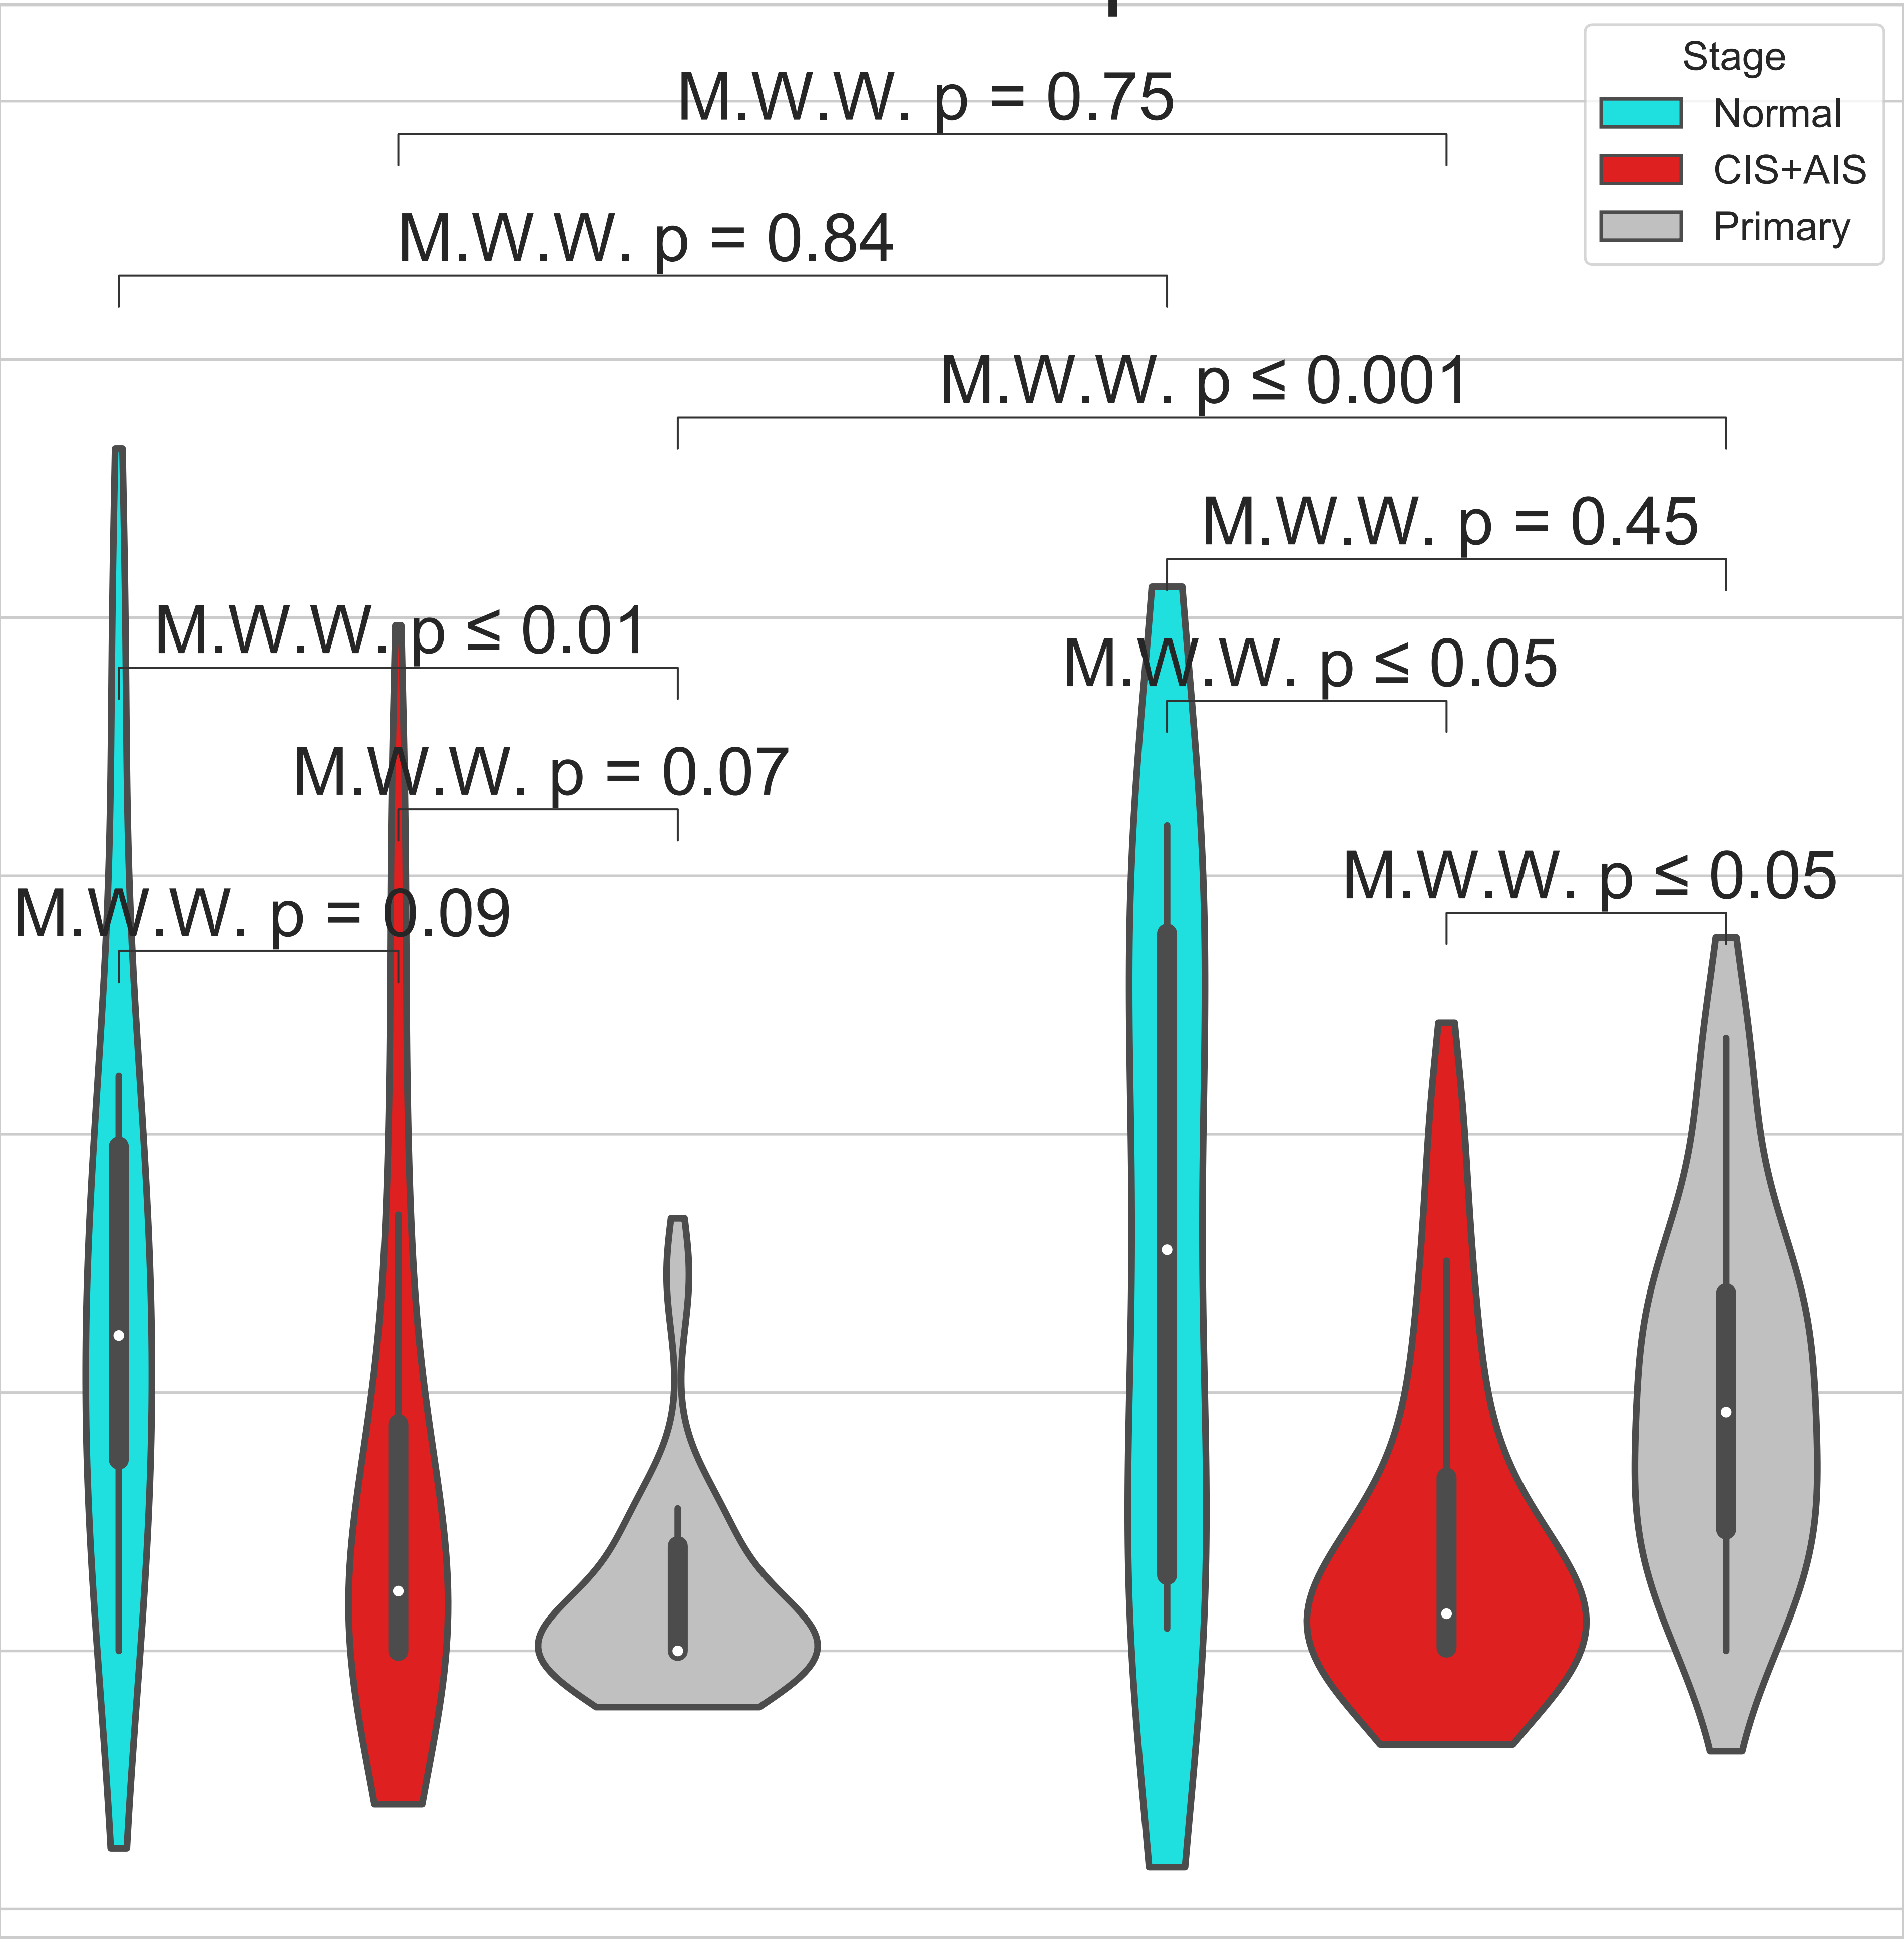 Stage
Normal
CIS+AIS
Primary
M.W.W. p = 0.75
M.W.W. p = 0.84
M.W.W. p ≤ 0.001
M.W.W. p = 0.45
M.W.W. p ≤ 0.01
M.W.W. p ≤ 0.05
M.W.W. p = 0.07
M.W.W. p ≤ 0.05
M.W.W. p = 0.09